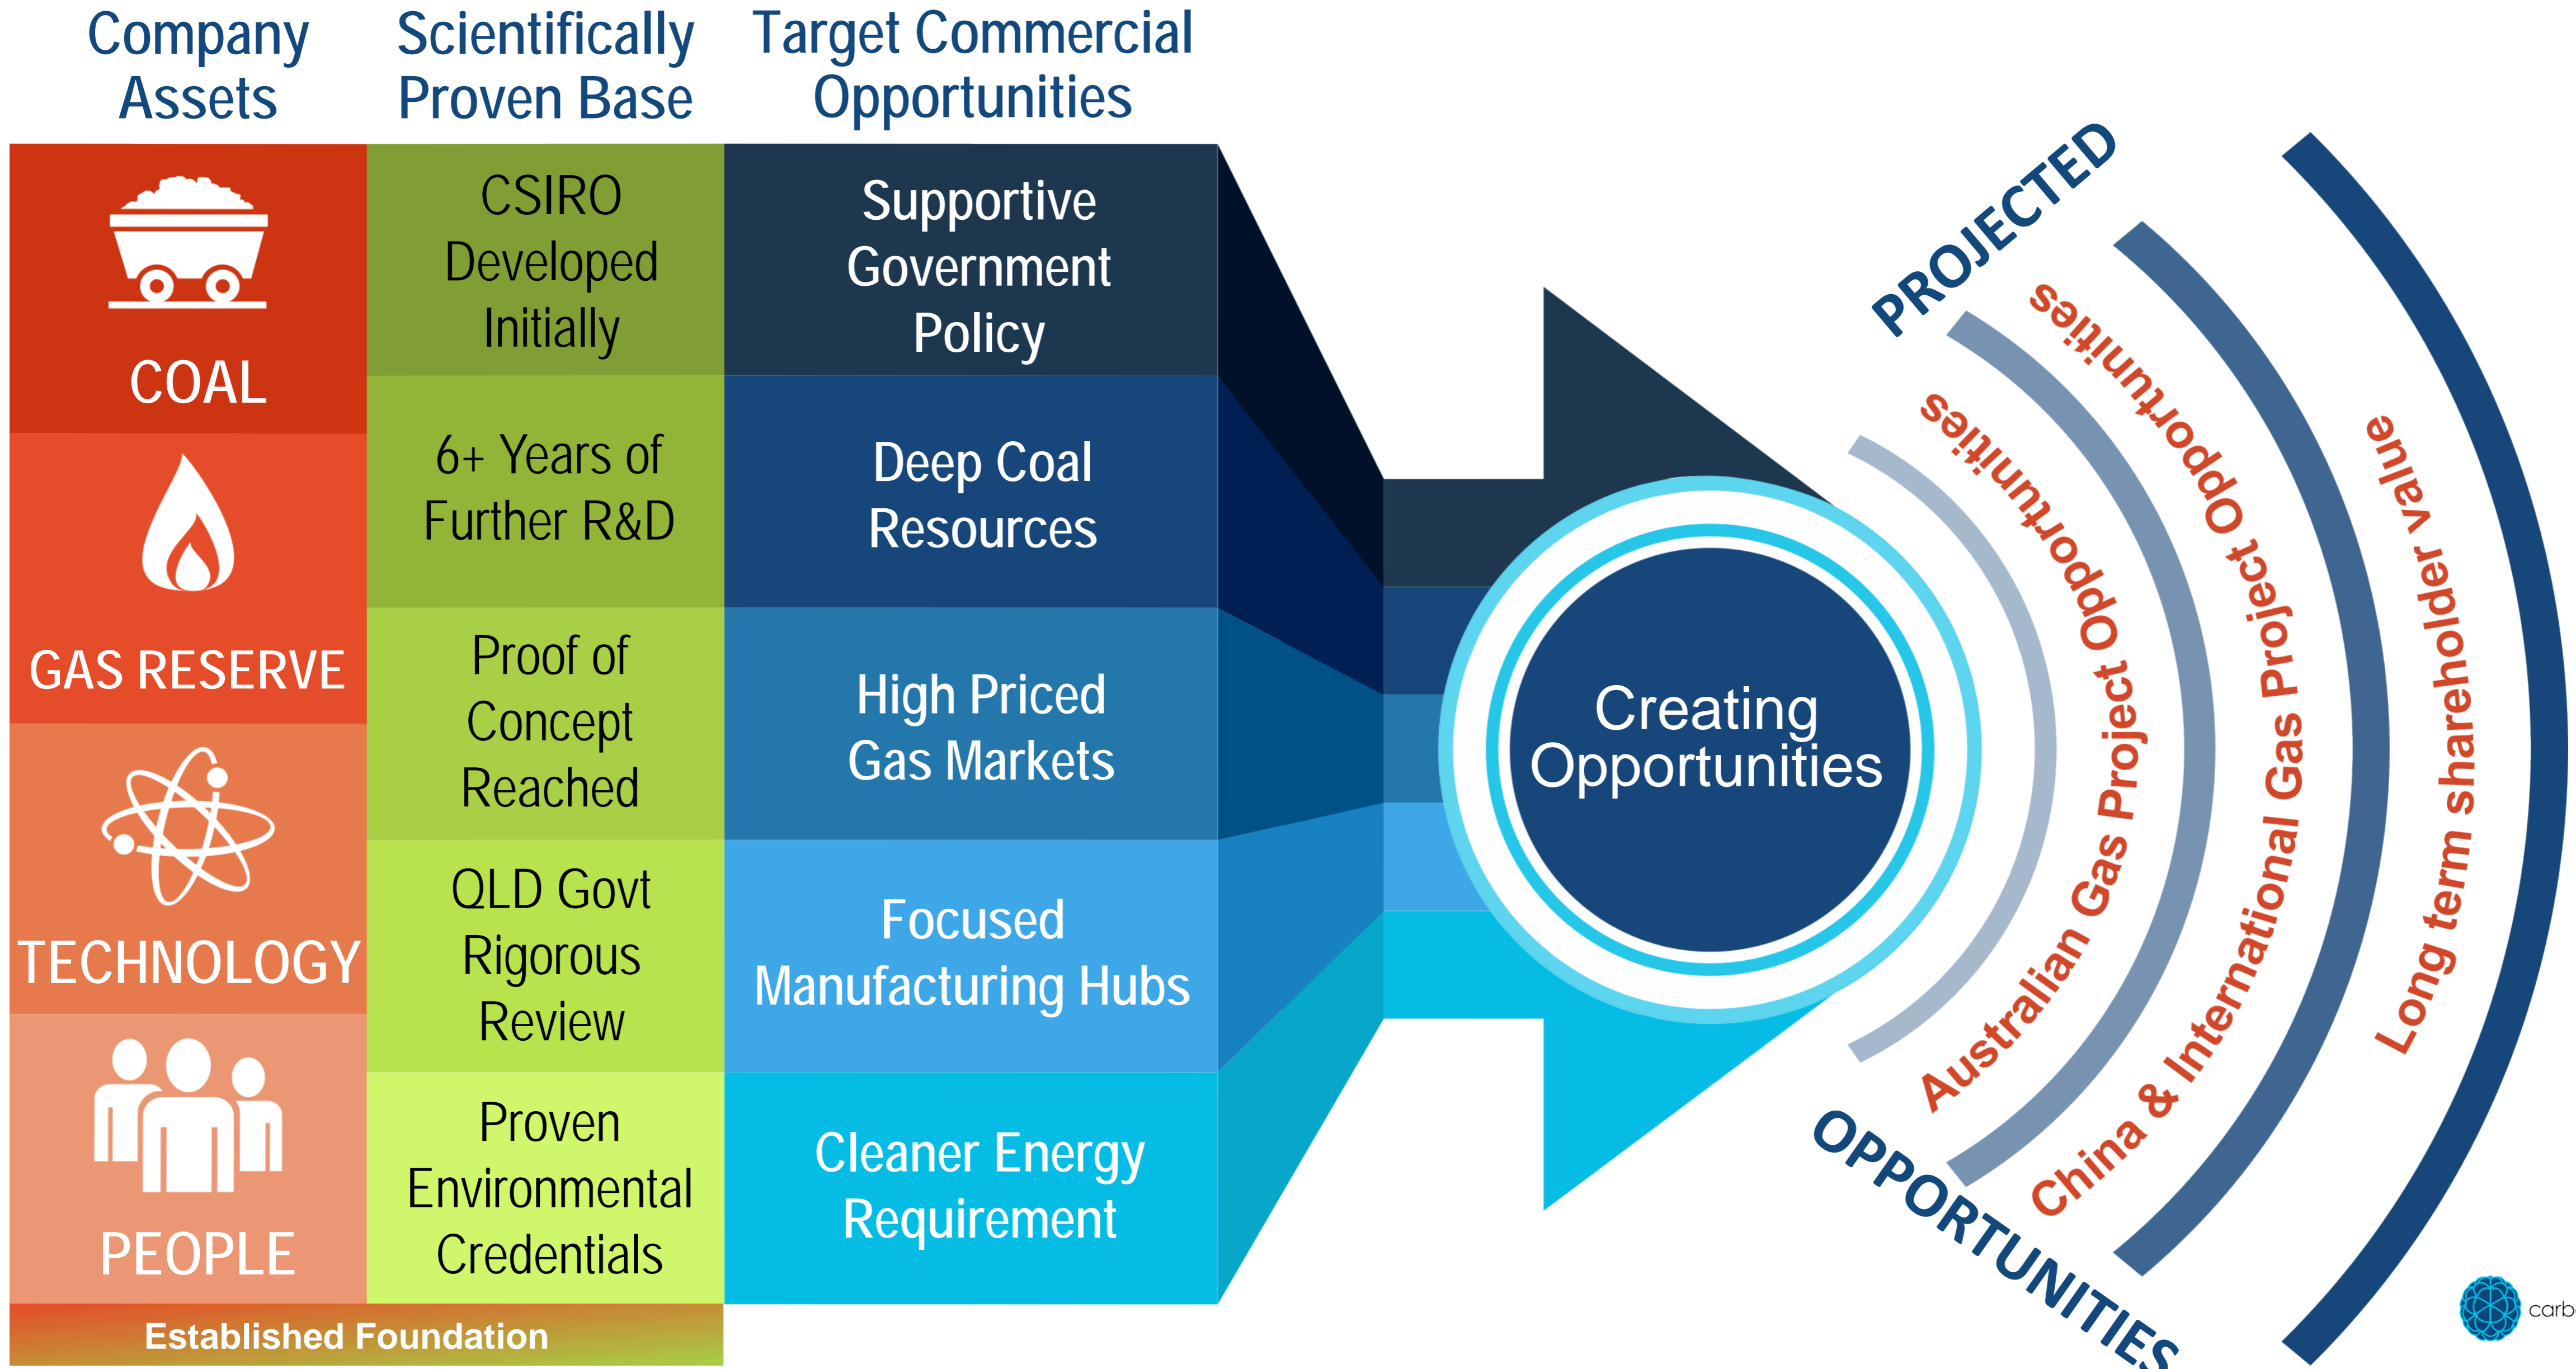 Company
Assets
Scientifically
Proven Base
Target Commercial
Opportunities
COAL
GAS RESERVE
TECHNOLOGY
PEOPLE
CSIRO
Developed
Initially
6+ Years of
Further R&D
Proof of
Concept
Reached
QLD Govt
Rigorous
Review
Proven
Environmental
Credentials
Established Foundation
Supportive
Government
Policy
Deep Coal
Resources
High Priced
Gas Markets
Focused
Manufacturing Hubs
Cleaner Energy
Requirement
Creating
Opportunities
PROJECTED
OPPORTUNITIES
Australian Gas Project Opportunities
China & International Gas Project Opportunities
Long term shareholder value
carb